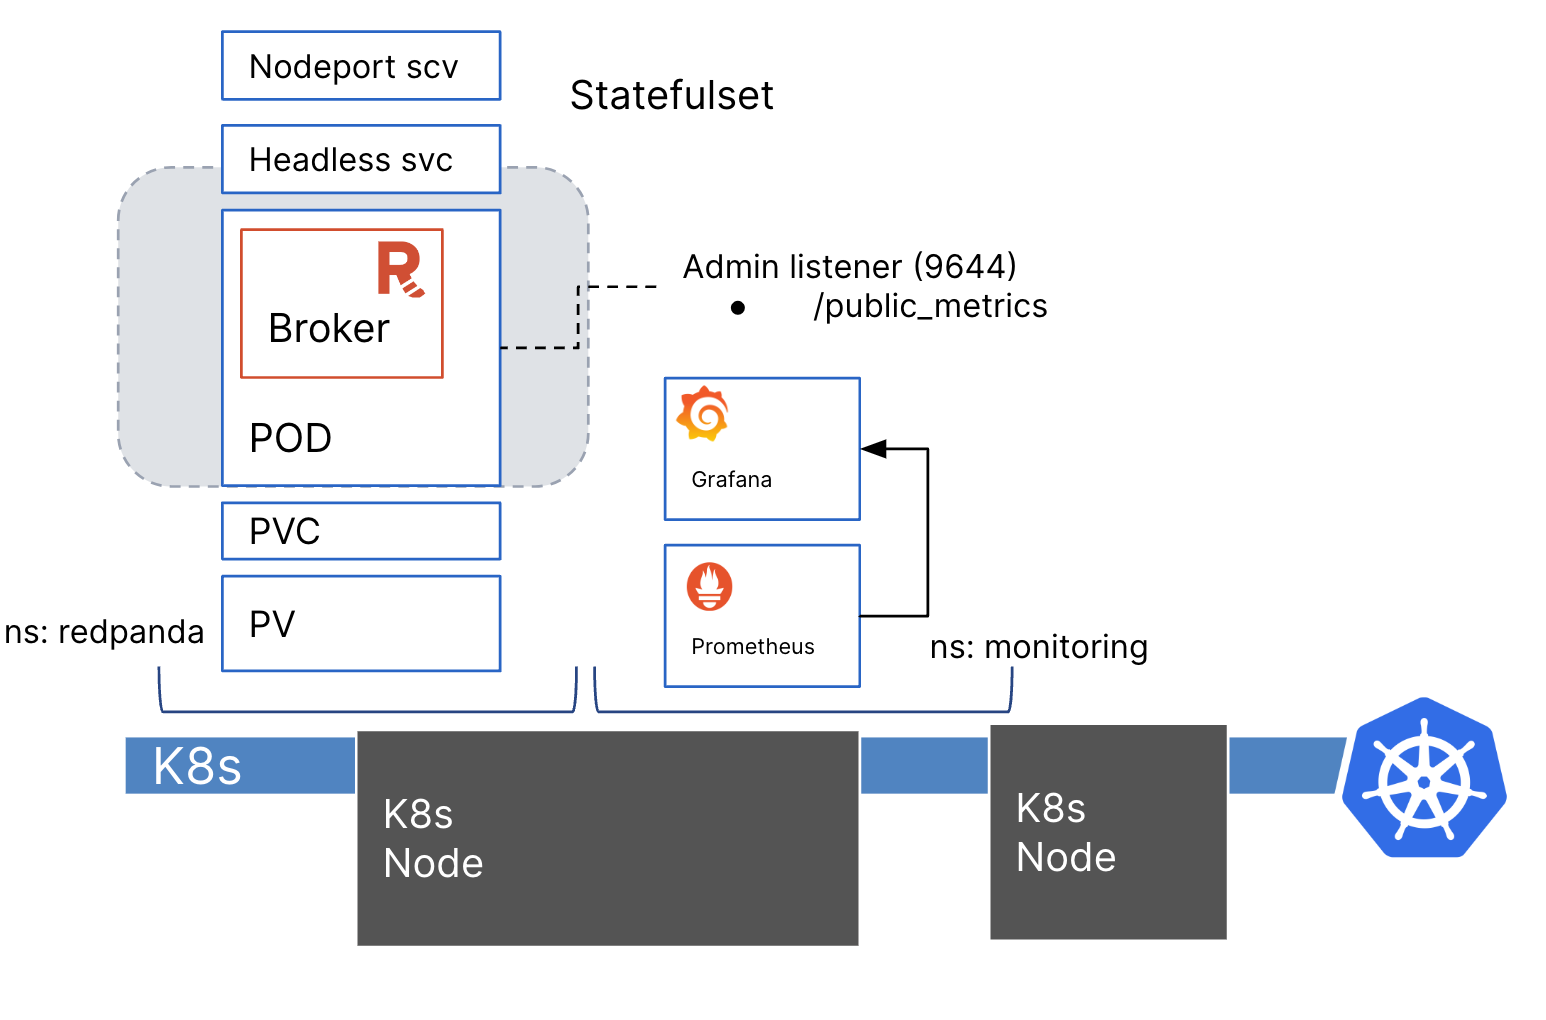 Nodeport scv
Statefulset
Headless svc
Broker
POD
Admin listener (9644)
● /public_metrics
Grafana
PVC
PV
Prometheus
ns: redpanda
ns: monitoring
K8s
K8s
Node
K8s
Node